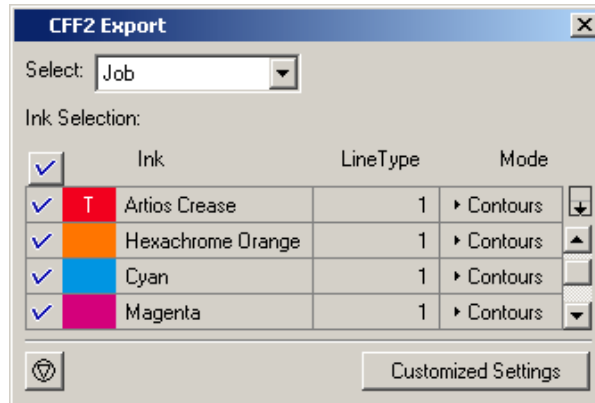 CFF2 Export
Select: Job
Ink Selection:
Ink LineType Mode
T Artios Crease 1 Contours
Hexachrome Orange 1 Contours
Cyan 1 Contours
Magenta 1 Contours
Customized Settings